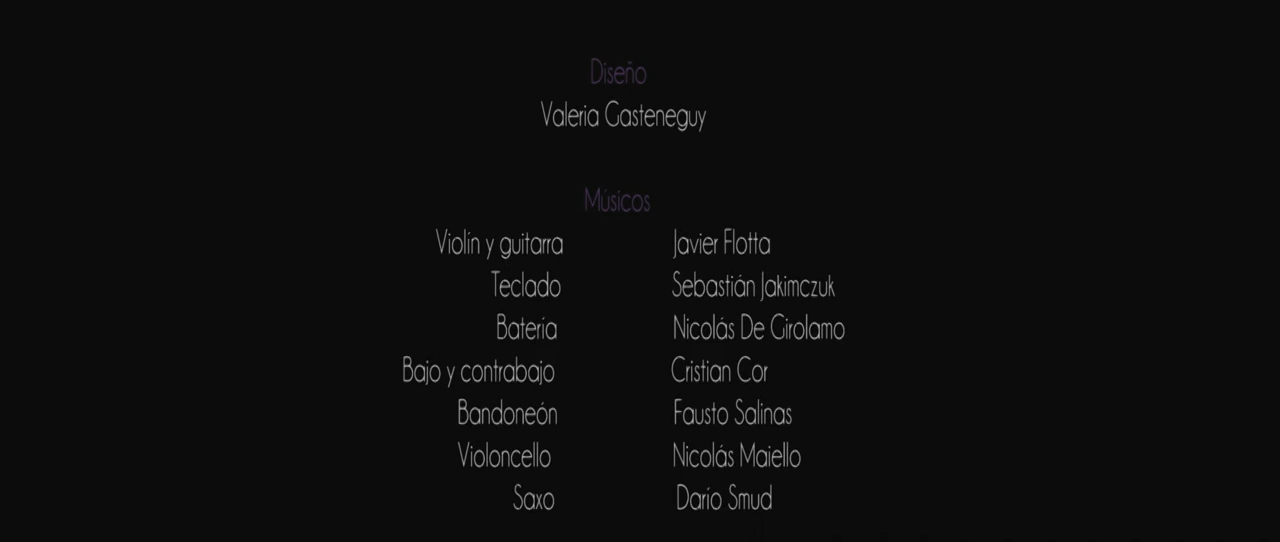 Diseño
Valeria Gasteneguy
Músicos
Violín y guitarra Javier Flotta
Teclado Sebastián Jakimczuk
Batería Nicolás De Girolamo
Bajo y contrabajo Cristian Cor
Bandoneón Fausto Salinas
Violoncello Nicolás Maiello
Saxo Darío Smud